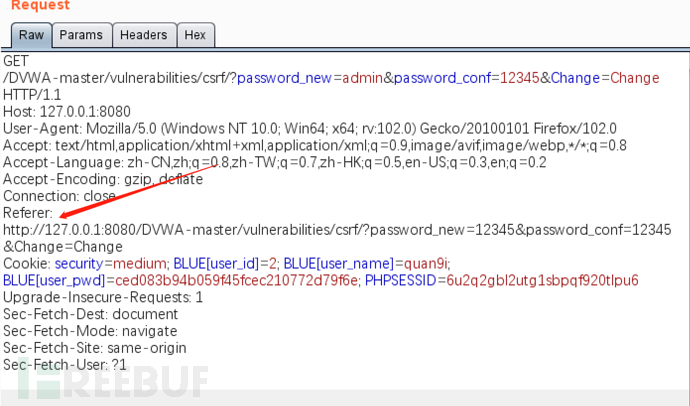 Request
Raw Params Headers Hex
GET
/DVWA-master/vulnerabilities/csrf/?password_new=admin&password_conf=12345&Change=Change
HTTP/1.1
Host: 127.0.0.1:8080
User-Agent: Mozilla/5.0 (Windows NT 10.0; Win64; x64; rv:102.0) Gecko/20100101 Firefox/102.0
Accept: text/html,application/xhtml+xml,application/xml;q=0.9,image/avif,image/webp,*/*;q=0.8
Accept-Language: zh-CN,zh;q=0.8,zh-TW;q=0.7,zh-HK;q=0.5,en-US;q=0.3,en;q=0.2
Accept-Encoding: gzip, deflate
Connection: close
Referer:
http://127.0.0.1:8080/DVWA-master/vulnerabilities/csrf/?password_new=12345&password_conf=12345
&Change=Change
Cookie: security=medium; BLUE[user_id]=2; BLUE[user_name]=quan9i;
BLUE[user_pwd]=ced083b94b059f45fcec210772d79f6e; PHPSESSID=6u2q2gbl2utg1sbpqf920tlpu6
Upgrade-Insecure-Requests: 1
Sec-Fetch-Dest: document
Sec-Fetch-Mode: navigate
Sec-Fetch-Site: same-origin
Sec-Fetch-User: ?1
FREEBUF